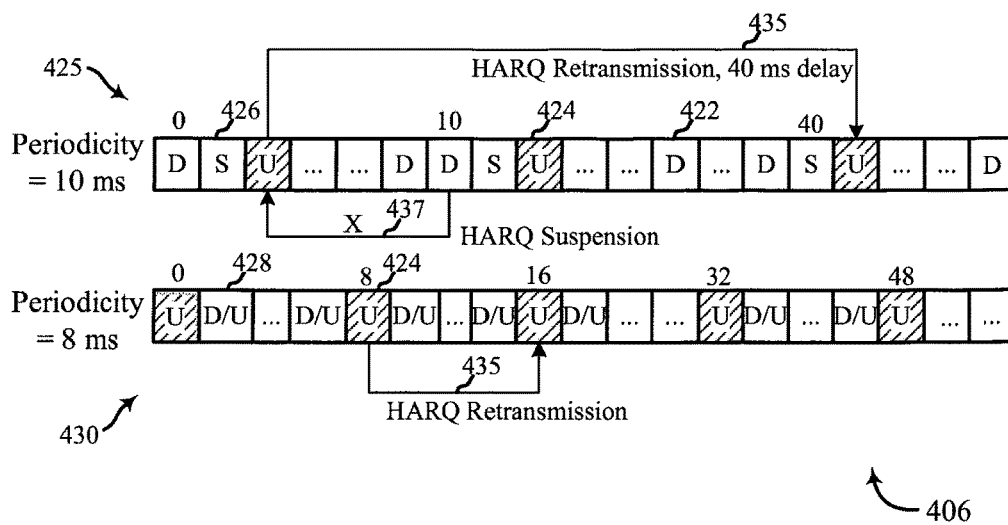 435
425
HARQ Retransmission, 40 ms delay
0 426 10 424 422 40
Periodicity = 10 ms
D S U ... ... D D S U ... ... D ... D S U ... ... D
X 437
HARQ Suspension
0 428 8 424 16 32 48
Periodicity = 8 ms
U D/U ... D/U U D/U ... D/U U D/U ... ... U D/U ... D/U U ... ...
435
HARQ Retransmission
430
406